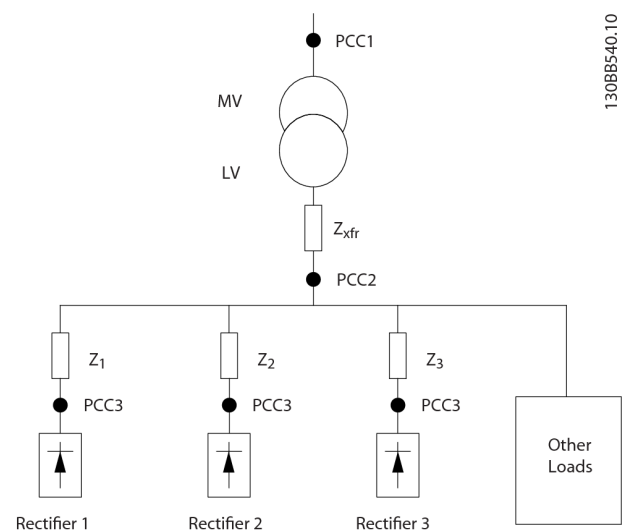 130BB540.10
PCC1
MV
LV
Zxfr
PCC2
Z1
Z2
Z3
PCC3
PCC3
PCC3
Other
Loads
Rectifier 1
Rectifier 2
Rectifier 3